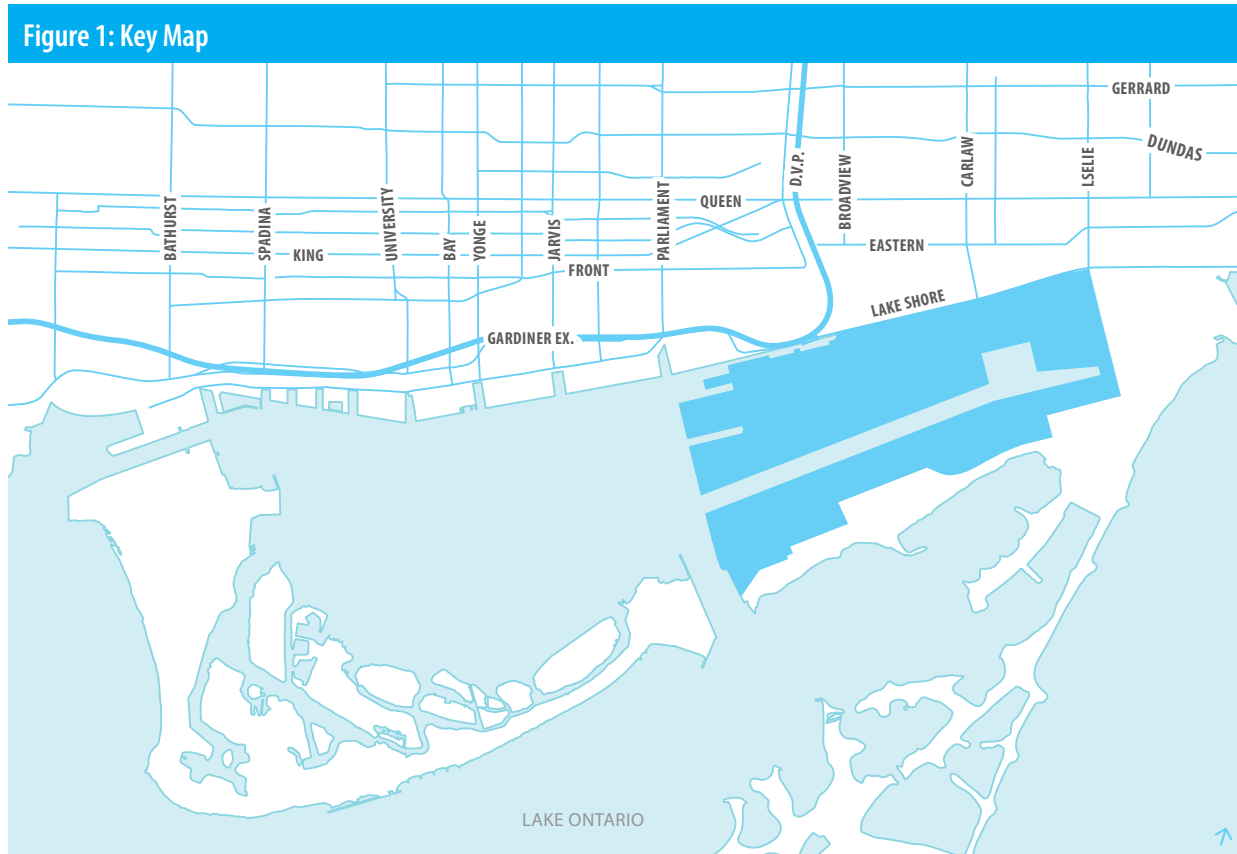 Figure 1: Key Map
GERRARD
DUNDAS
D.V.P.
BROADVIEW
CARLAW
LSELIE
BATHURST
SPADINA
UNIVERSITY
BAY
YONGE
JARVIS
PARLIAMENT
QUEEN
KING
FRONT
EASTERN
LAKE SHORE
GARDINER EX.
LAKE ONTARIO